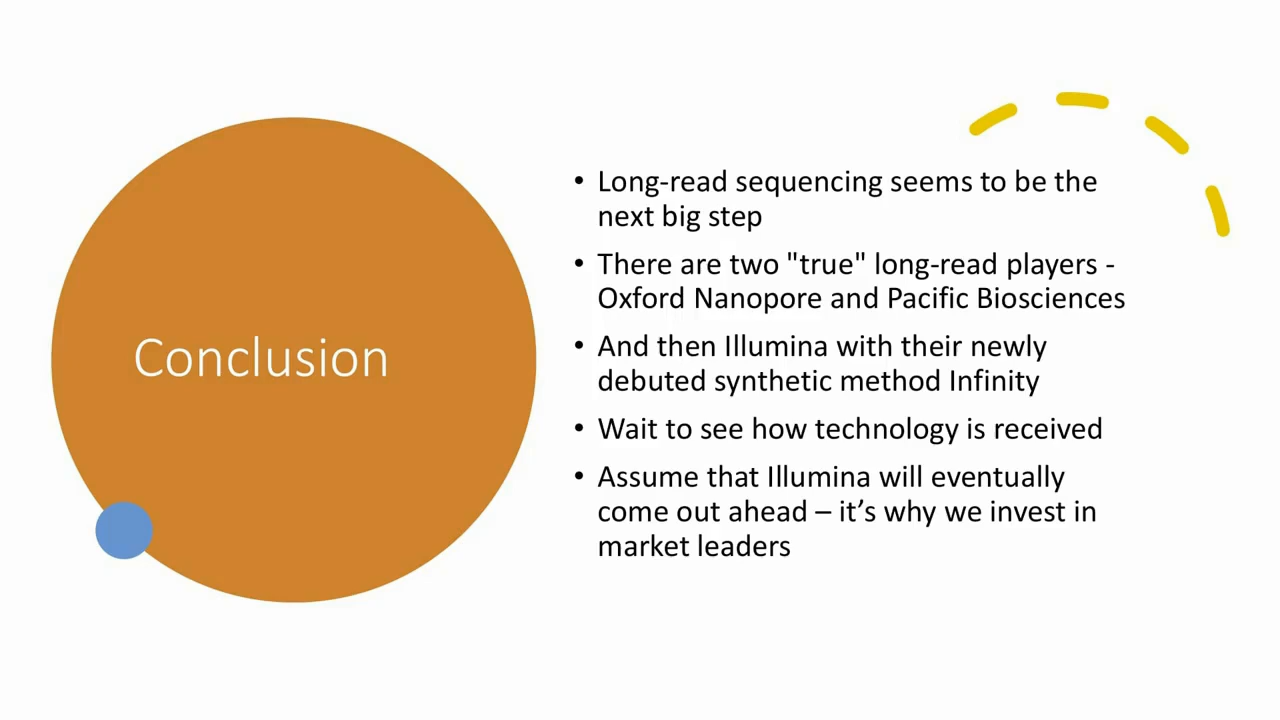 Conclusion
• Long-read sequencing seems to be the
next big step
• There are two "true" long-read players -
Oxford Nanopore and Pacific Biosciences
• And then Illumina with their newly
debuted synthetic method Infinity
• Wait to see how technology is received
• Assume that Illumina will eventually
come out ahead – it’s why we invest in
market leaders